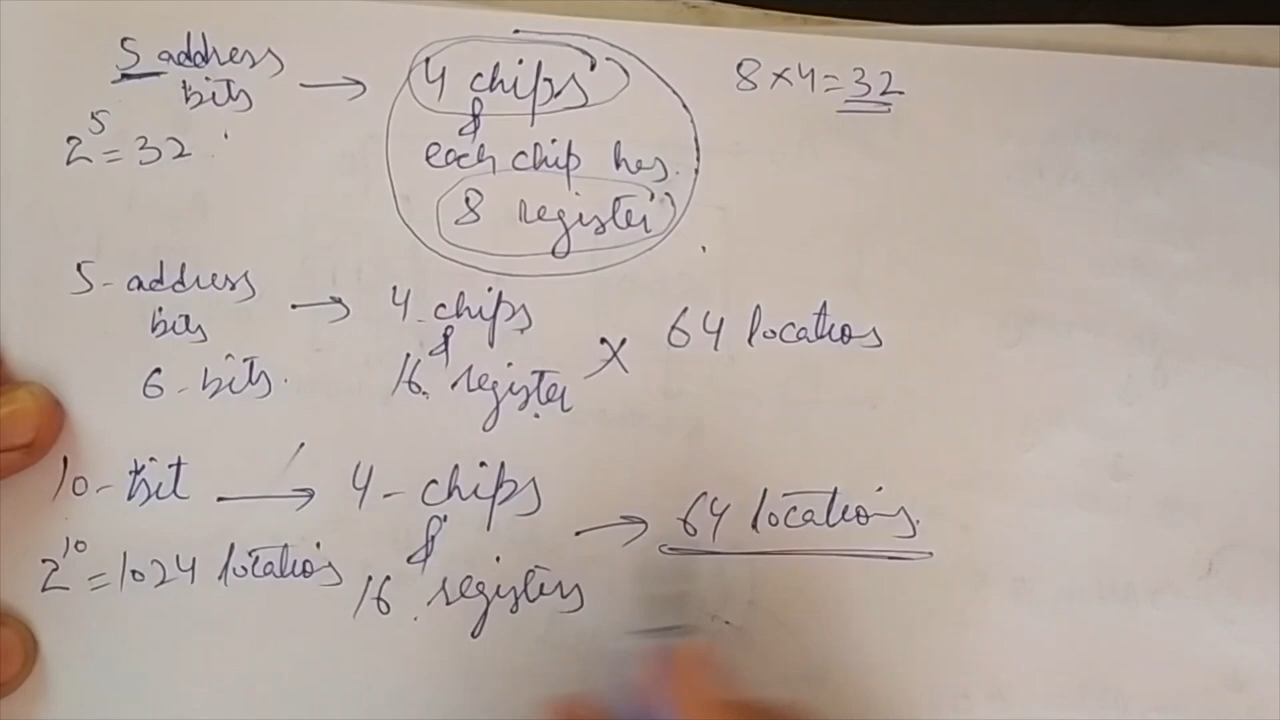 5 address
bits →
2^5 = 32
4 chips
&
each chip has.
8 register
8 × 4 = 32
5 - address
bits →
6 - bits.
4 chips
&
16. register
×
64 locations
10 - Bit →
2^10 = 1024 locations
4 - chips
&
16. registers
→ 64 locations.